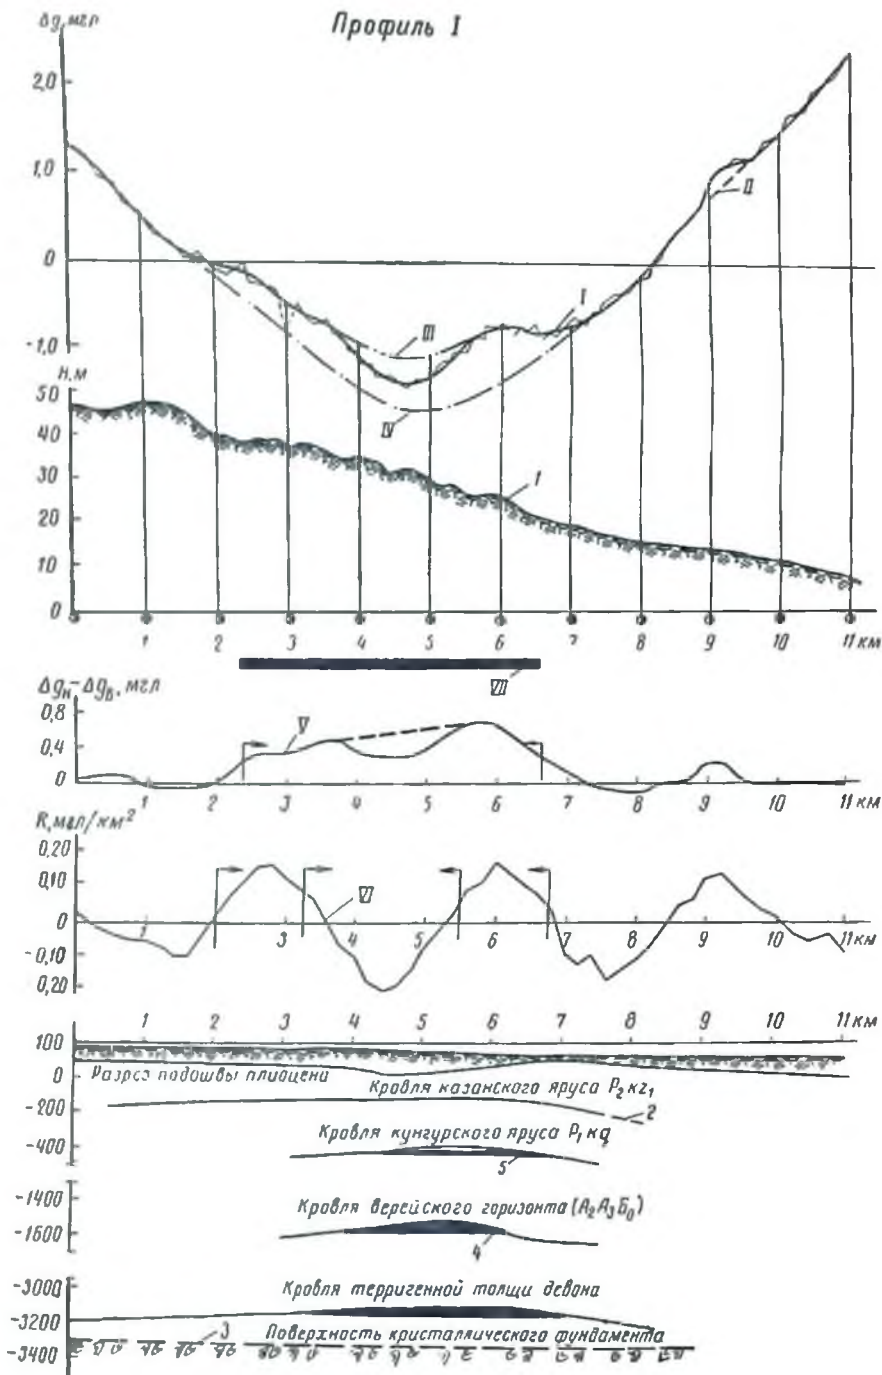 Профиль I
Δg, мгл
2,0
1,0
0
-1,0
I
II
III
IV
H, м
50
40
30
20
10
0
1
1 2 3 4 5 6 7 8 9 10 11 км
VII
Δgн-Δgв, мгл
0,8
0,4
0
V
1 2 3 4 5 6 7 8 9 10 11 км
R, мгл/км²
0,20
0,10
0
-0,10
0,20
VI
1 3 4 5 6 7 8 9 10 11 км
1 2 3 4 5 6 7 8 9 10 11 км
100
0
Разрез подошвы плиоцена
Кровля казанского яруса P₂kz₁
-200
2
Кровля кунгурского яруса P₁kq
-400
5
-1400
Кровля верейского горизонта (A₂A₃Б₀)
-1600
4
-3000
Кровля терригенной толщи девона
-3200
3
Поверхность кристаллического фундамента
-3400